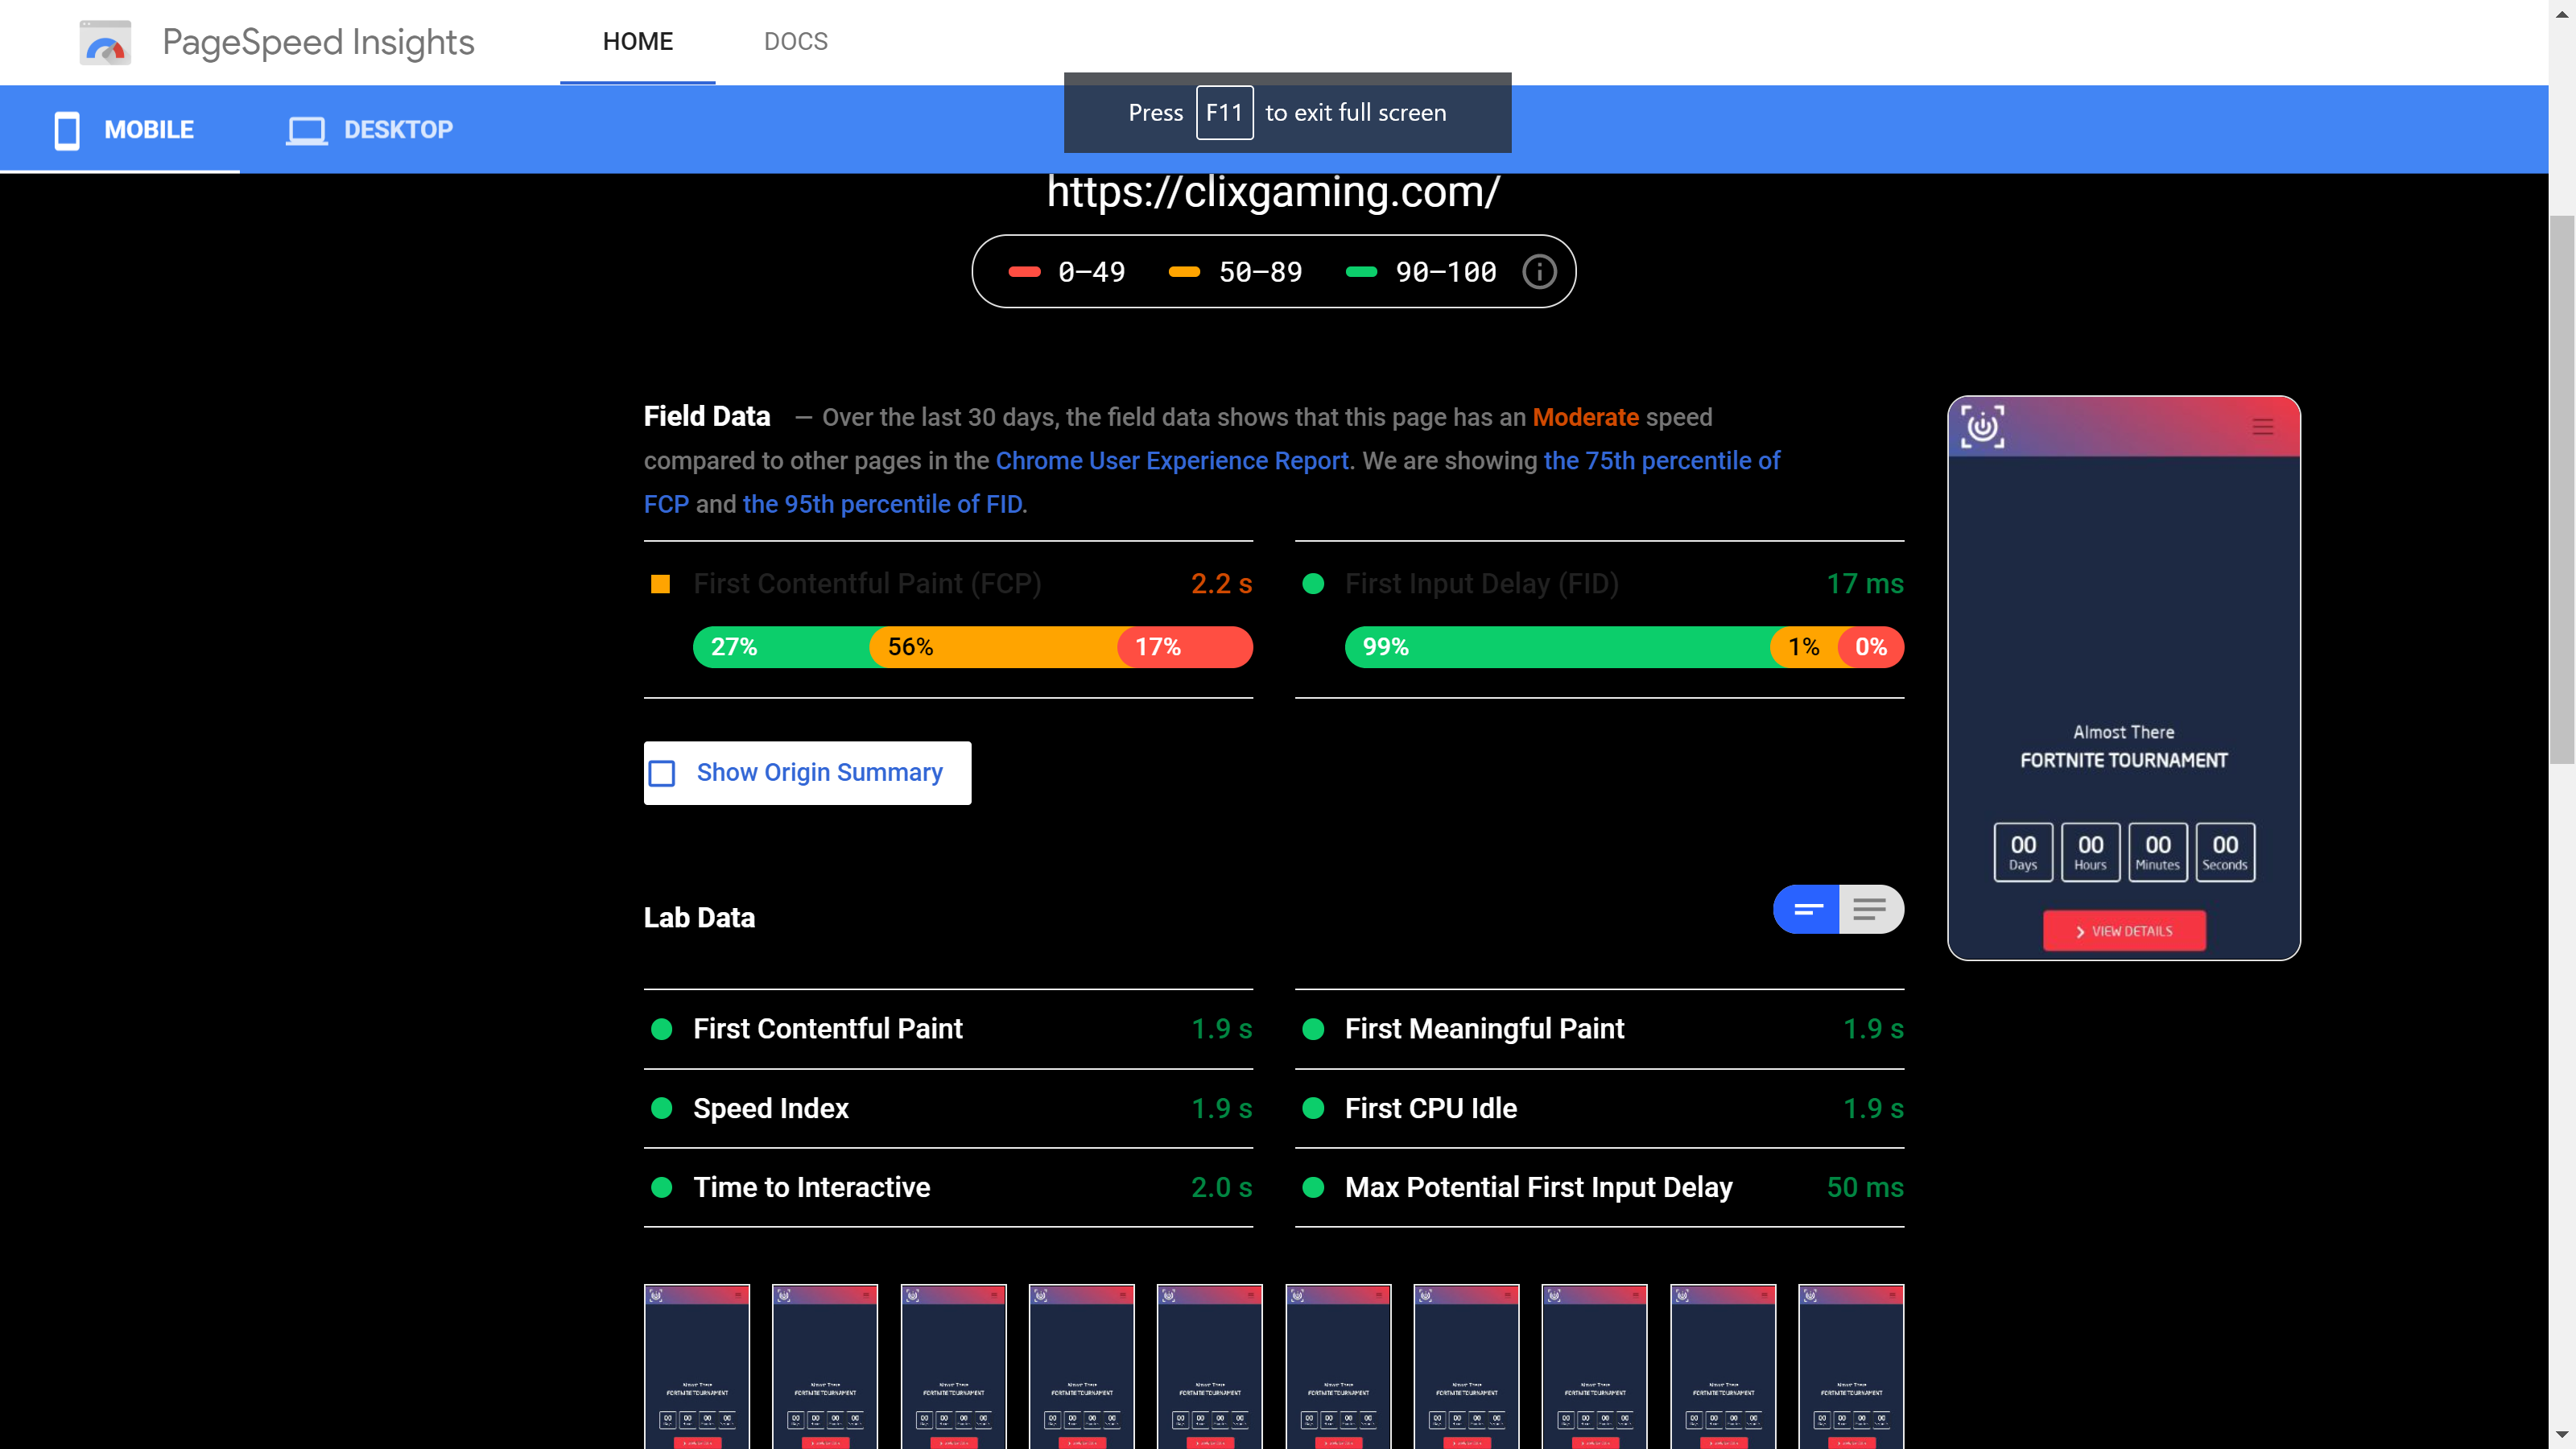 PageSpeed Insights
HOME
DOCS
MOBILE
DESKTOP
Press F11 to exit full screen
https://clixgaming.com/
0–49
50–89
90–100
Field Data — Over the last 30 days, the field data shows that this page has an Moderate speed
compared to other pages in the Chrome User Experience Report. We are showing the 75th percentile of
FCP and the 95th percentile of FID.
First Contentful Paint (FCP)
2.2 s
27%
56%
17%
First Input Delay (FID)
17 ms
99%
1%
0%
Show Origin Summary
Almost There
FORTNITE TOURNAMENT
00
Days
00
Hours
00
Minutes
00
Seconds
VIEW DETAILS
Lab Data
First Contentful Paint
1.9 s
First Meaningful Paint
1.9 s
Speed Index
1.9 s
First CPU Idle
1.9 s
Time to Interactive
2.0 s
Max Potential First Input Delay
50 ms